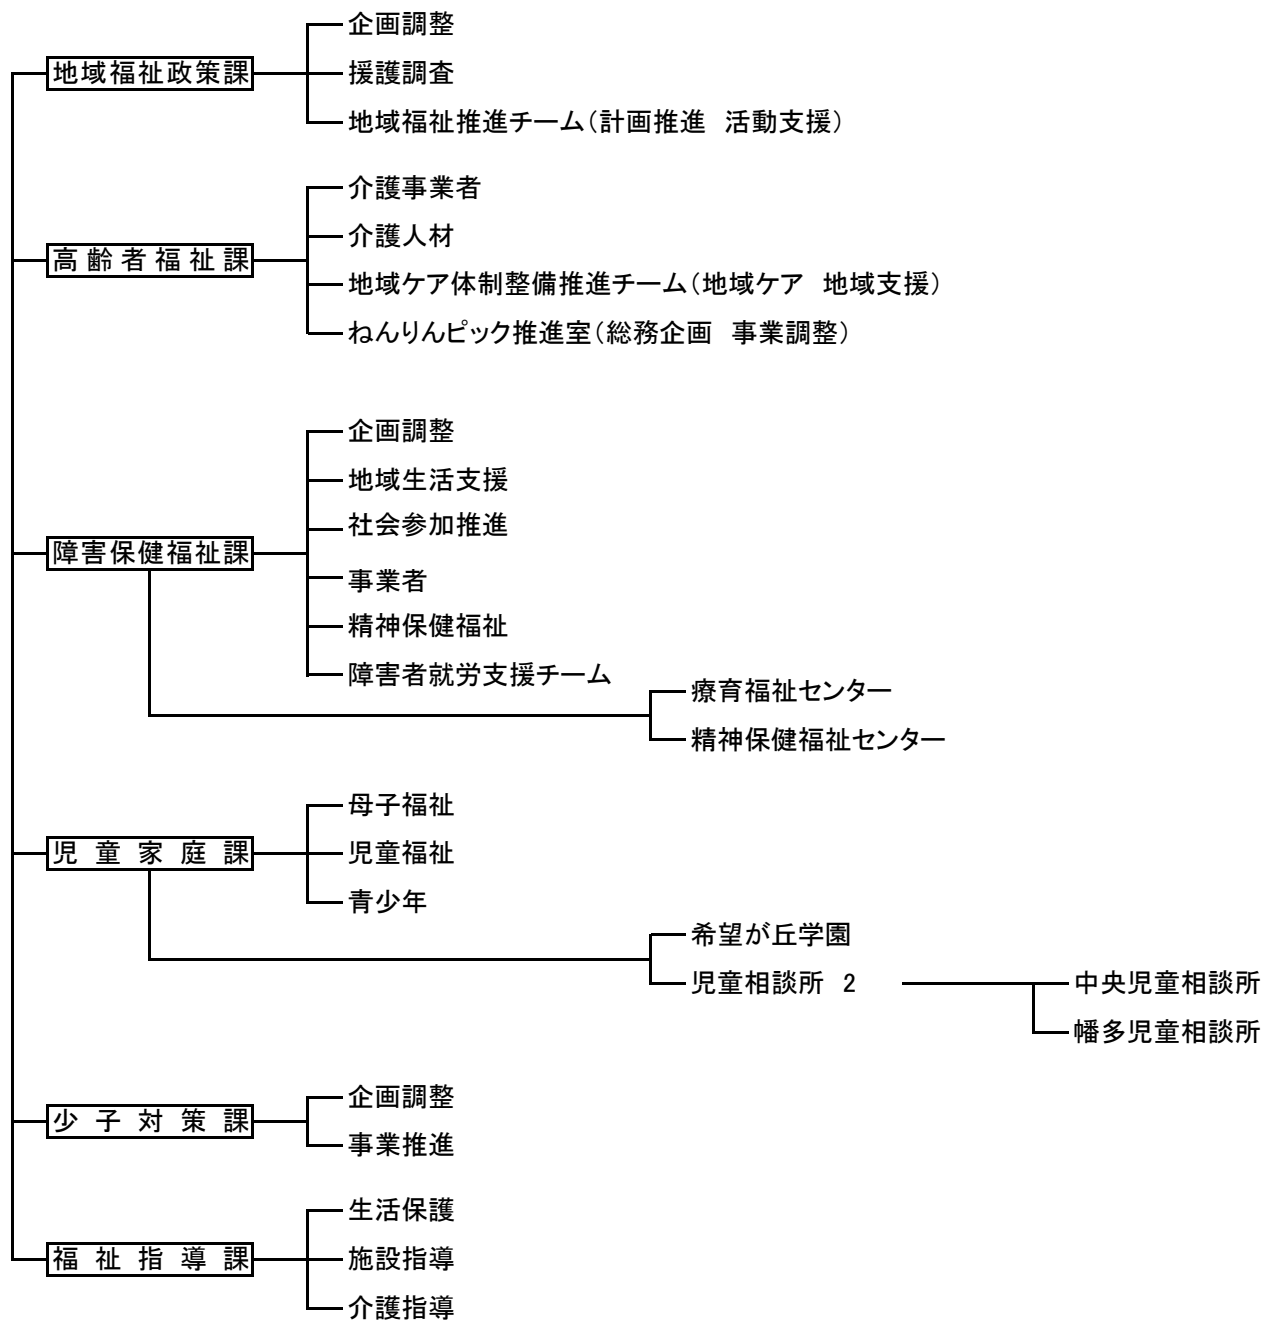 地域福祉政策課
企画調整
援護調査
地域福祉推進チーム（計画推進　活動支援）
高齢者福祉課
介護事業者
介護人材
地域ケア体制整備推進チーム（地域ケア　地域支援）
ねんりんピック推進室（総務企画　事業調整）
障害保健福祉課
企画調整
地域生活支援
社会参加推進
事業者
精神保健福祉
障害者就労支援チーム
療育福祉センター
精神保健福祉センター
児童家庭課
母子福祉
児童福祉
青少年
希望が丘学園
児童相談所　2
中央児童相談所
幡多児童相談所
少子対策課
企画調整
事業推進
福祉指導課
生活保護
施設指導
介護指導